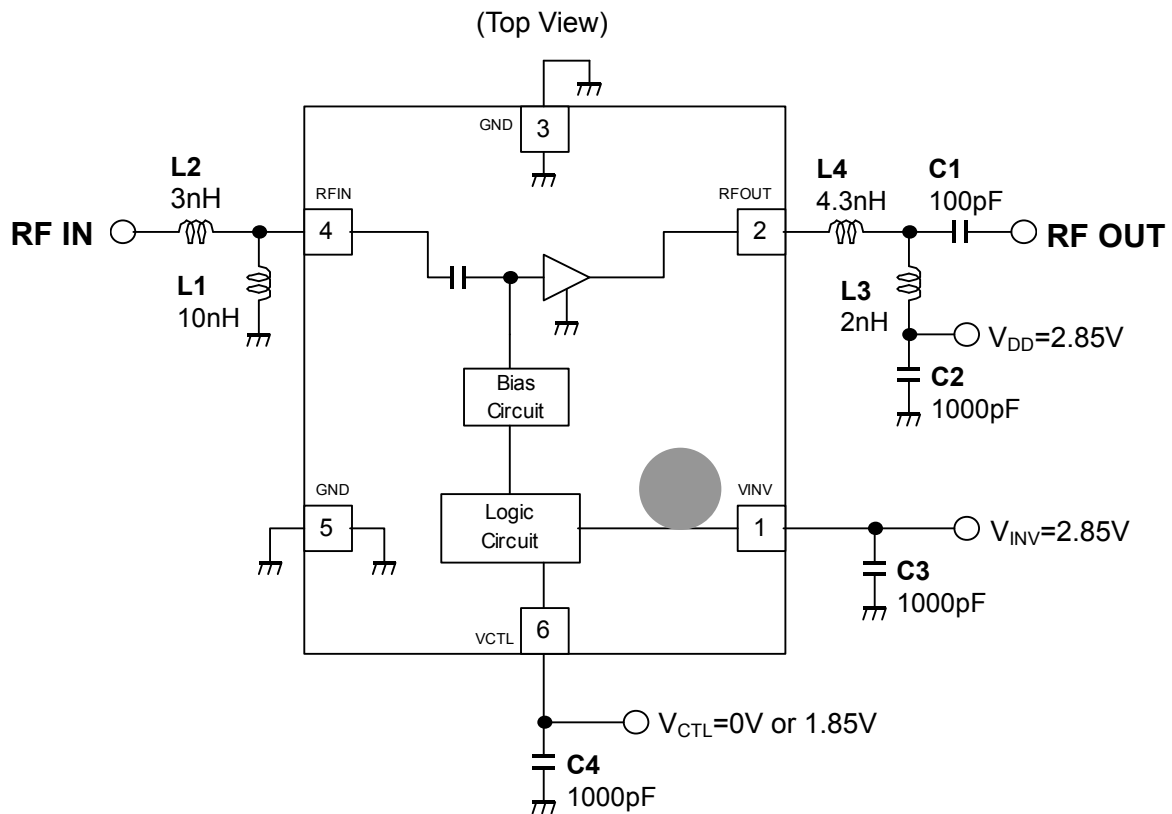 (Top View)
GND
3
L2
3nH
RFIN
RFOUT
L4
4.3nH
C1
100pF
RF IN
4
2
RF OUT
L1
10nH
L3
2nH
VDD=2.85V
C2
1000pF
Bias
Circuit
GND
5
Logic
Circuit
VINV
1
VINV=2.85V
C3
1000pF
VCTL
6
VCTL=0V or 1.85V
C4
1000pF